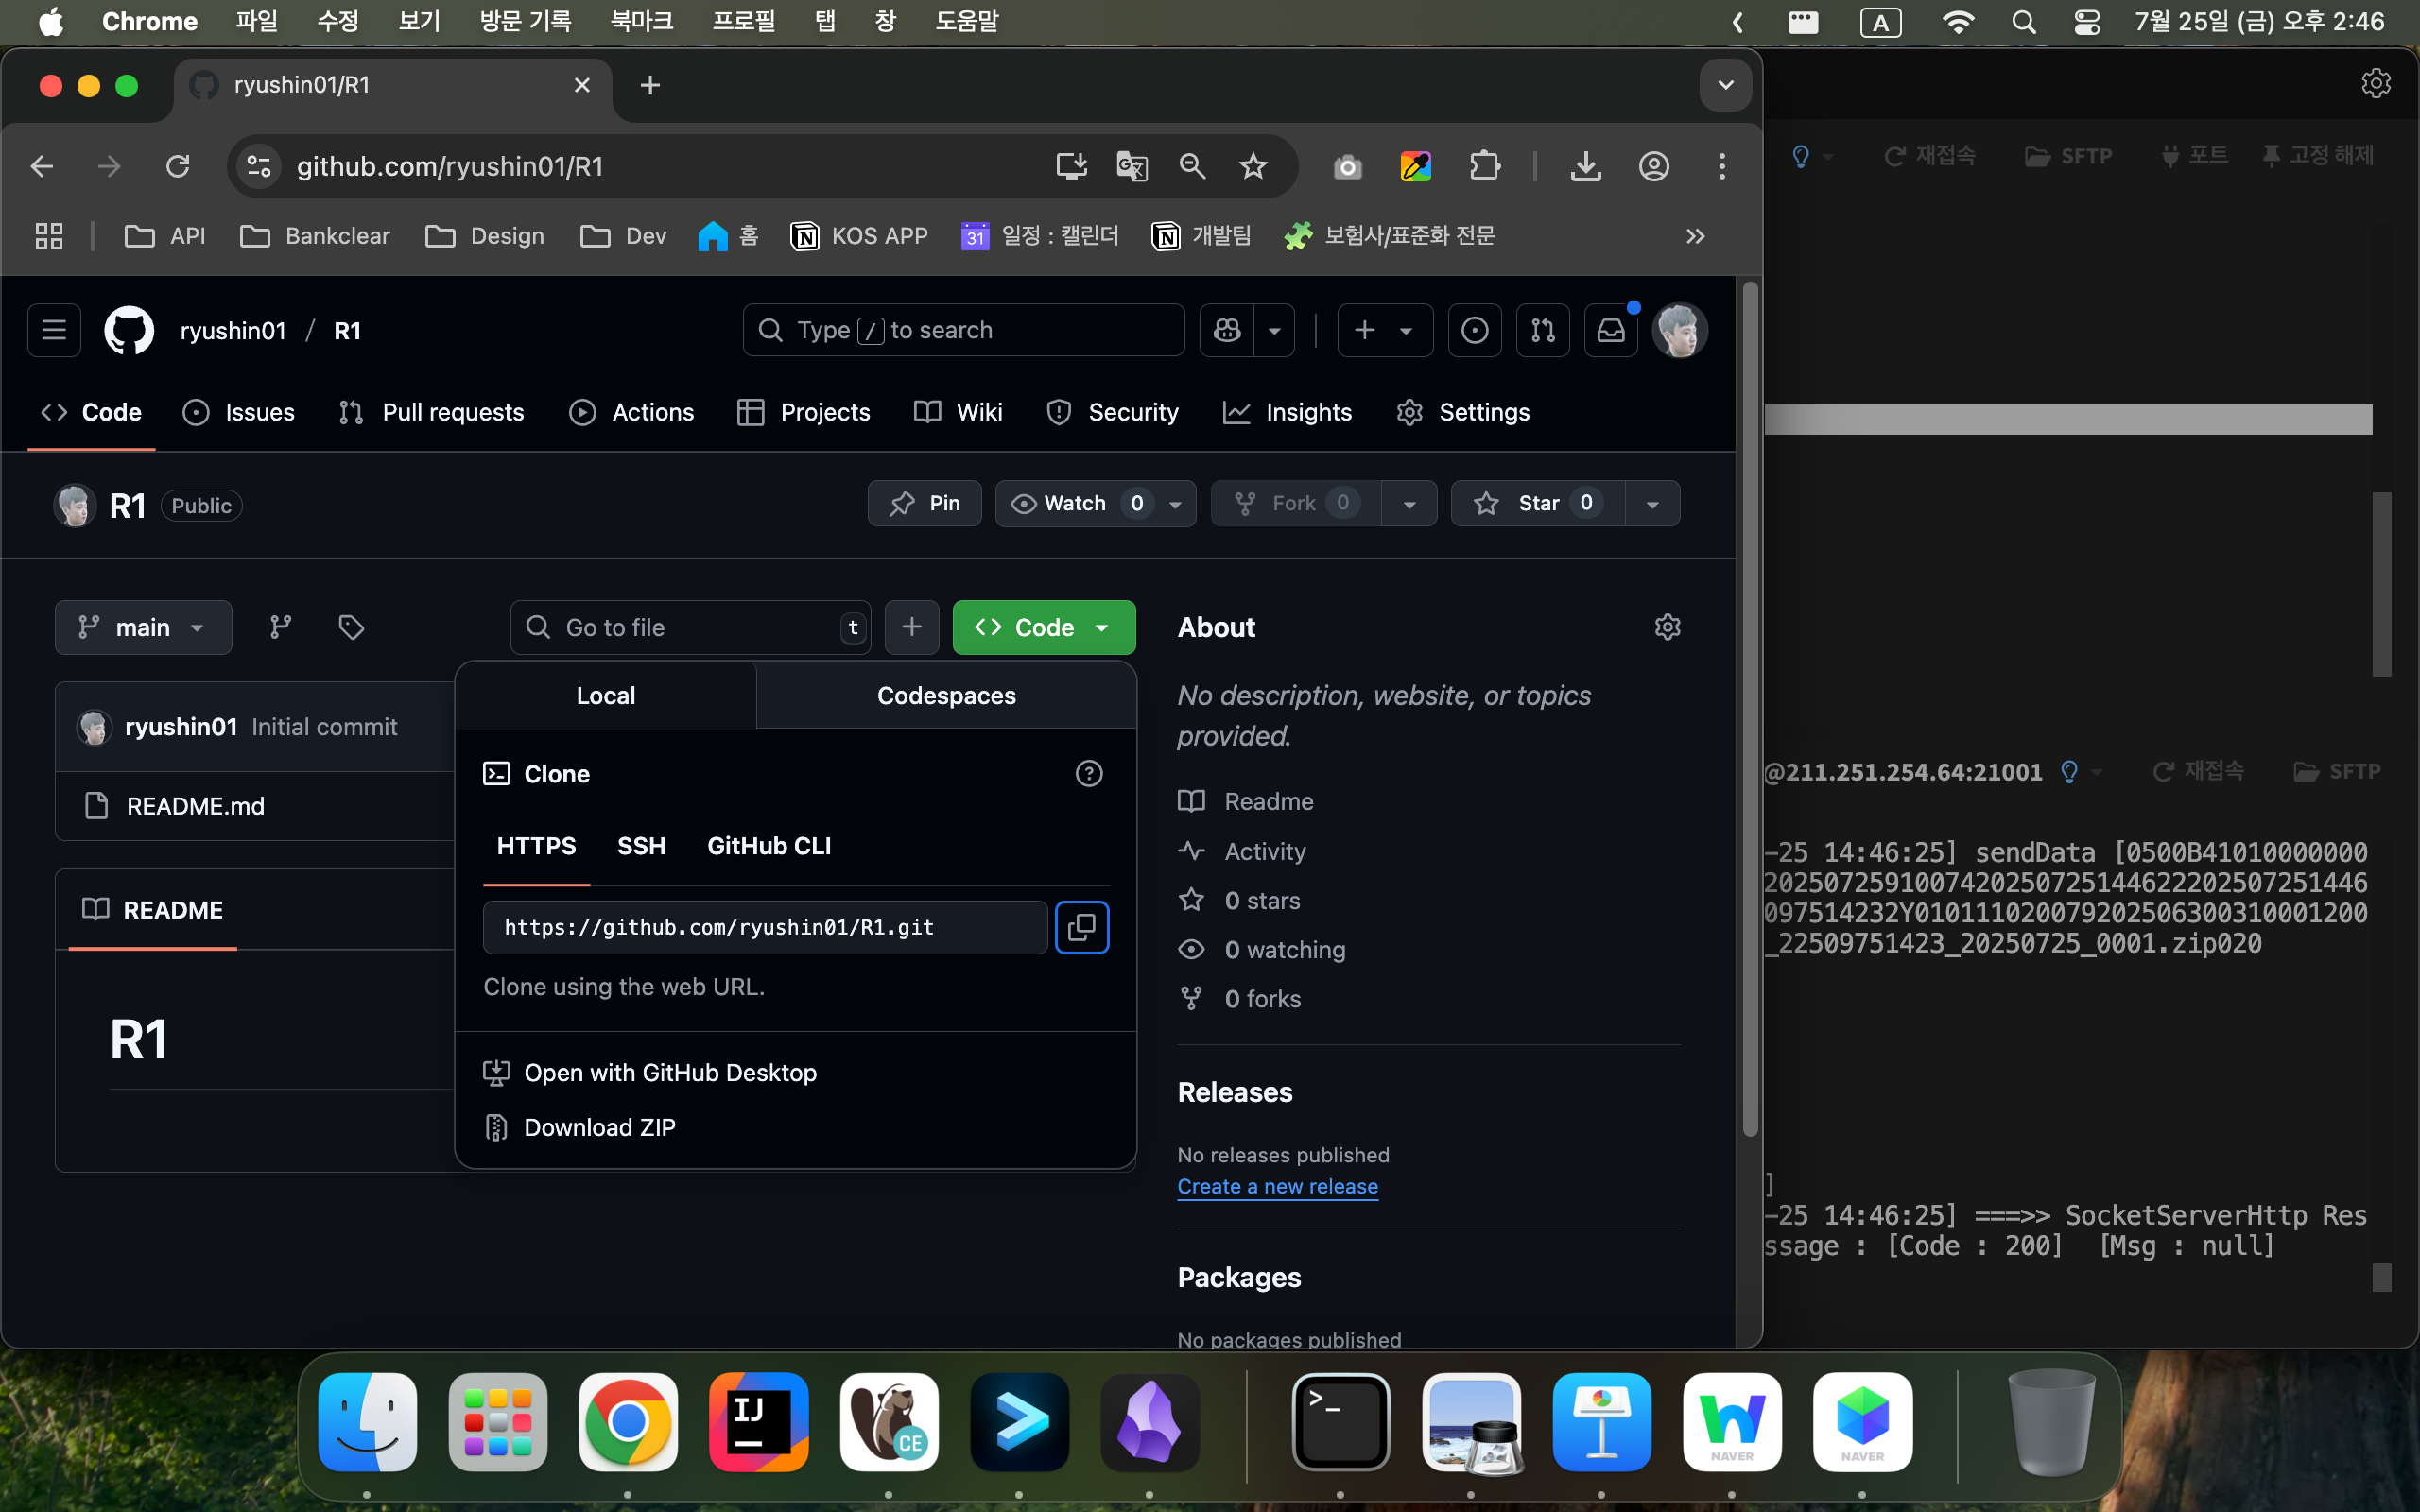 Chrome 파일 수정 보기 방문 기록 북마크 프로필 탭 창 도움말 A 7월 25일 (금) 오후 2:46
ryushin01/R1
github.com/ryushin01/R1
API Bankclear Design Dev 홈 KOS APP 31 일정 : 캘린더 개발팀 보험사/표준화 전문
재접속 SFTP 포트 고정 해제
ryushin01 / R1 Type / to search
Code Issues Pull requests Actions Projects Wiki Security Insights Settings
R1 Public Pin Watch 0 Fork 0 Star 0
main Go to file t Code
Local Codespaces
ryushin01 Initial commit
README.md
README
R1
Clone
HTTPS SSH GitHub CLI
https://github.com/ryushin01/R1.git
Clone using the web URL.
Open with GitHub Desktop
Download ZIP
About
No description, website, or topics
provided.
Readme
Activity
0 stars
0 watching
0 forks
Releases
No releases published
Create a new release
Packages
No packages published
@211.251.254.64:21001 재접속 SFTP
-25 14:46:25] sendData [0500B41010000000
20250725910074202507251446222025072 51446
097514232Y01011102007920250630031000120​0
_22509751423_20250725_0001.zip020
]
-25 14:46:25] ===>> SocketServerHttp Res
ssage : [Code : 200] [Msg : null]
IJ
CE
NAVER
NAVER